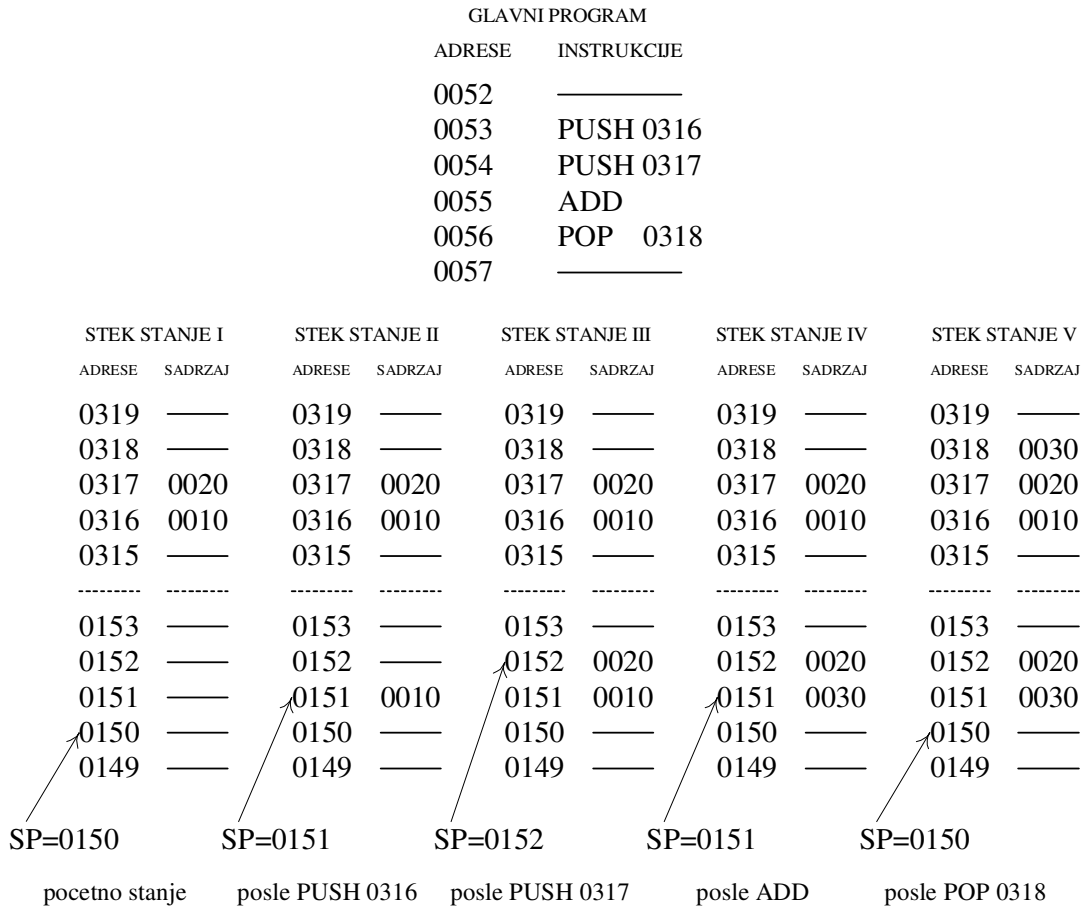 GLAVNI PROGRAM
ADRESE INSTRUKCIJE
0052
0053 PUSH 0316
0054 PUSH 0317
0055 ADD
0056 POP 0318
0057
STEK STANJE I STEK STANJE II STEK STANJE III STEK STANJE IV STEK STANJE V
ADRESE SADRZAJ ADRESE SADRZAJ ADRESE SADRZAJ ADRESE SADRZAJ ADRESE SADRZAJ
0319 0319 0319 0319 0319
0318 0318 0318 0318 0318 0030
0317 0020 0317 0020 0317 0020 0317 0020 0317 0020
0316 0010 0316 0010 0316 0010 0316 0010 0316 0010
0315 0315 0315 0315 0315
0153 0153 0153 0153 0153
0152 0152 0152 0020 0152 0020 0152 0020
0151 0151 0010 0151 0010 0151 0030 0151 0030
0150 0150 0150 0150 0150
0149 0149 0149 0149 0149
SP=0150 SP=0151 SP=0152 SP=0151 SP=0150
pocetno stanje posle PUSH 0316 posle PUSH 0317 posle ADD posle POP 0318